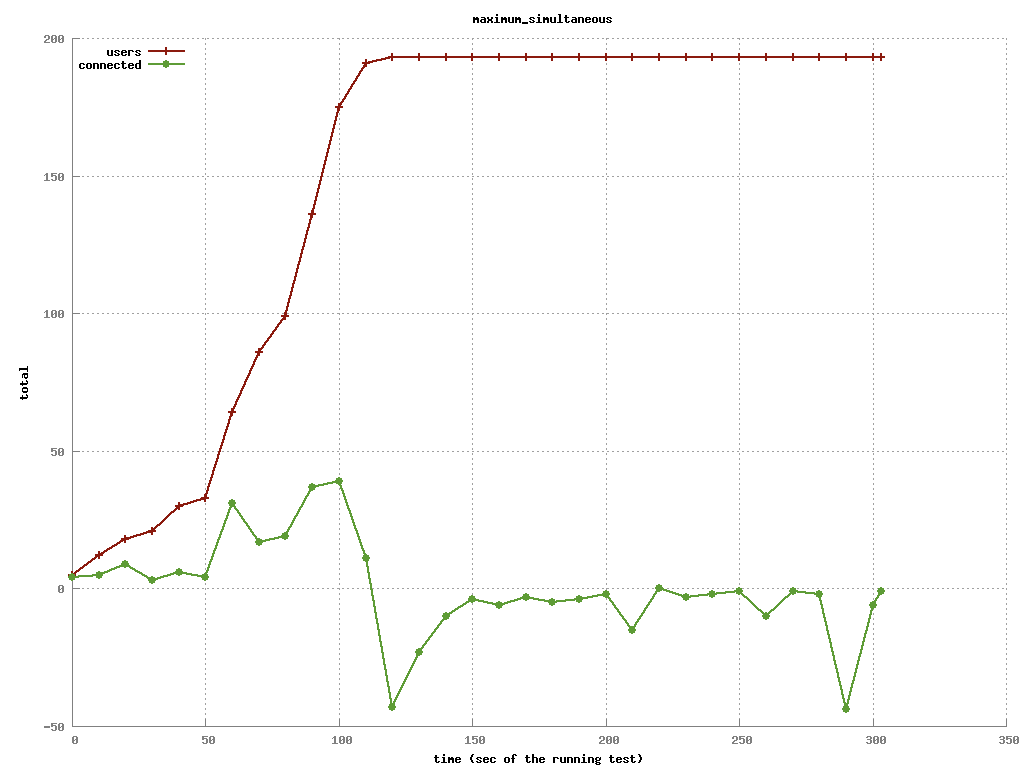 maximum_simultaneous
200
users
connected
150
100
total
50
0
-50
0 50 100 150 200 250 300 350
time (sec of the running test)